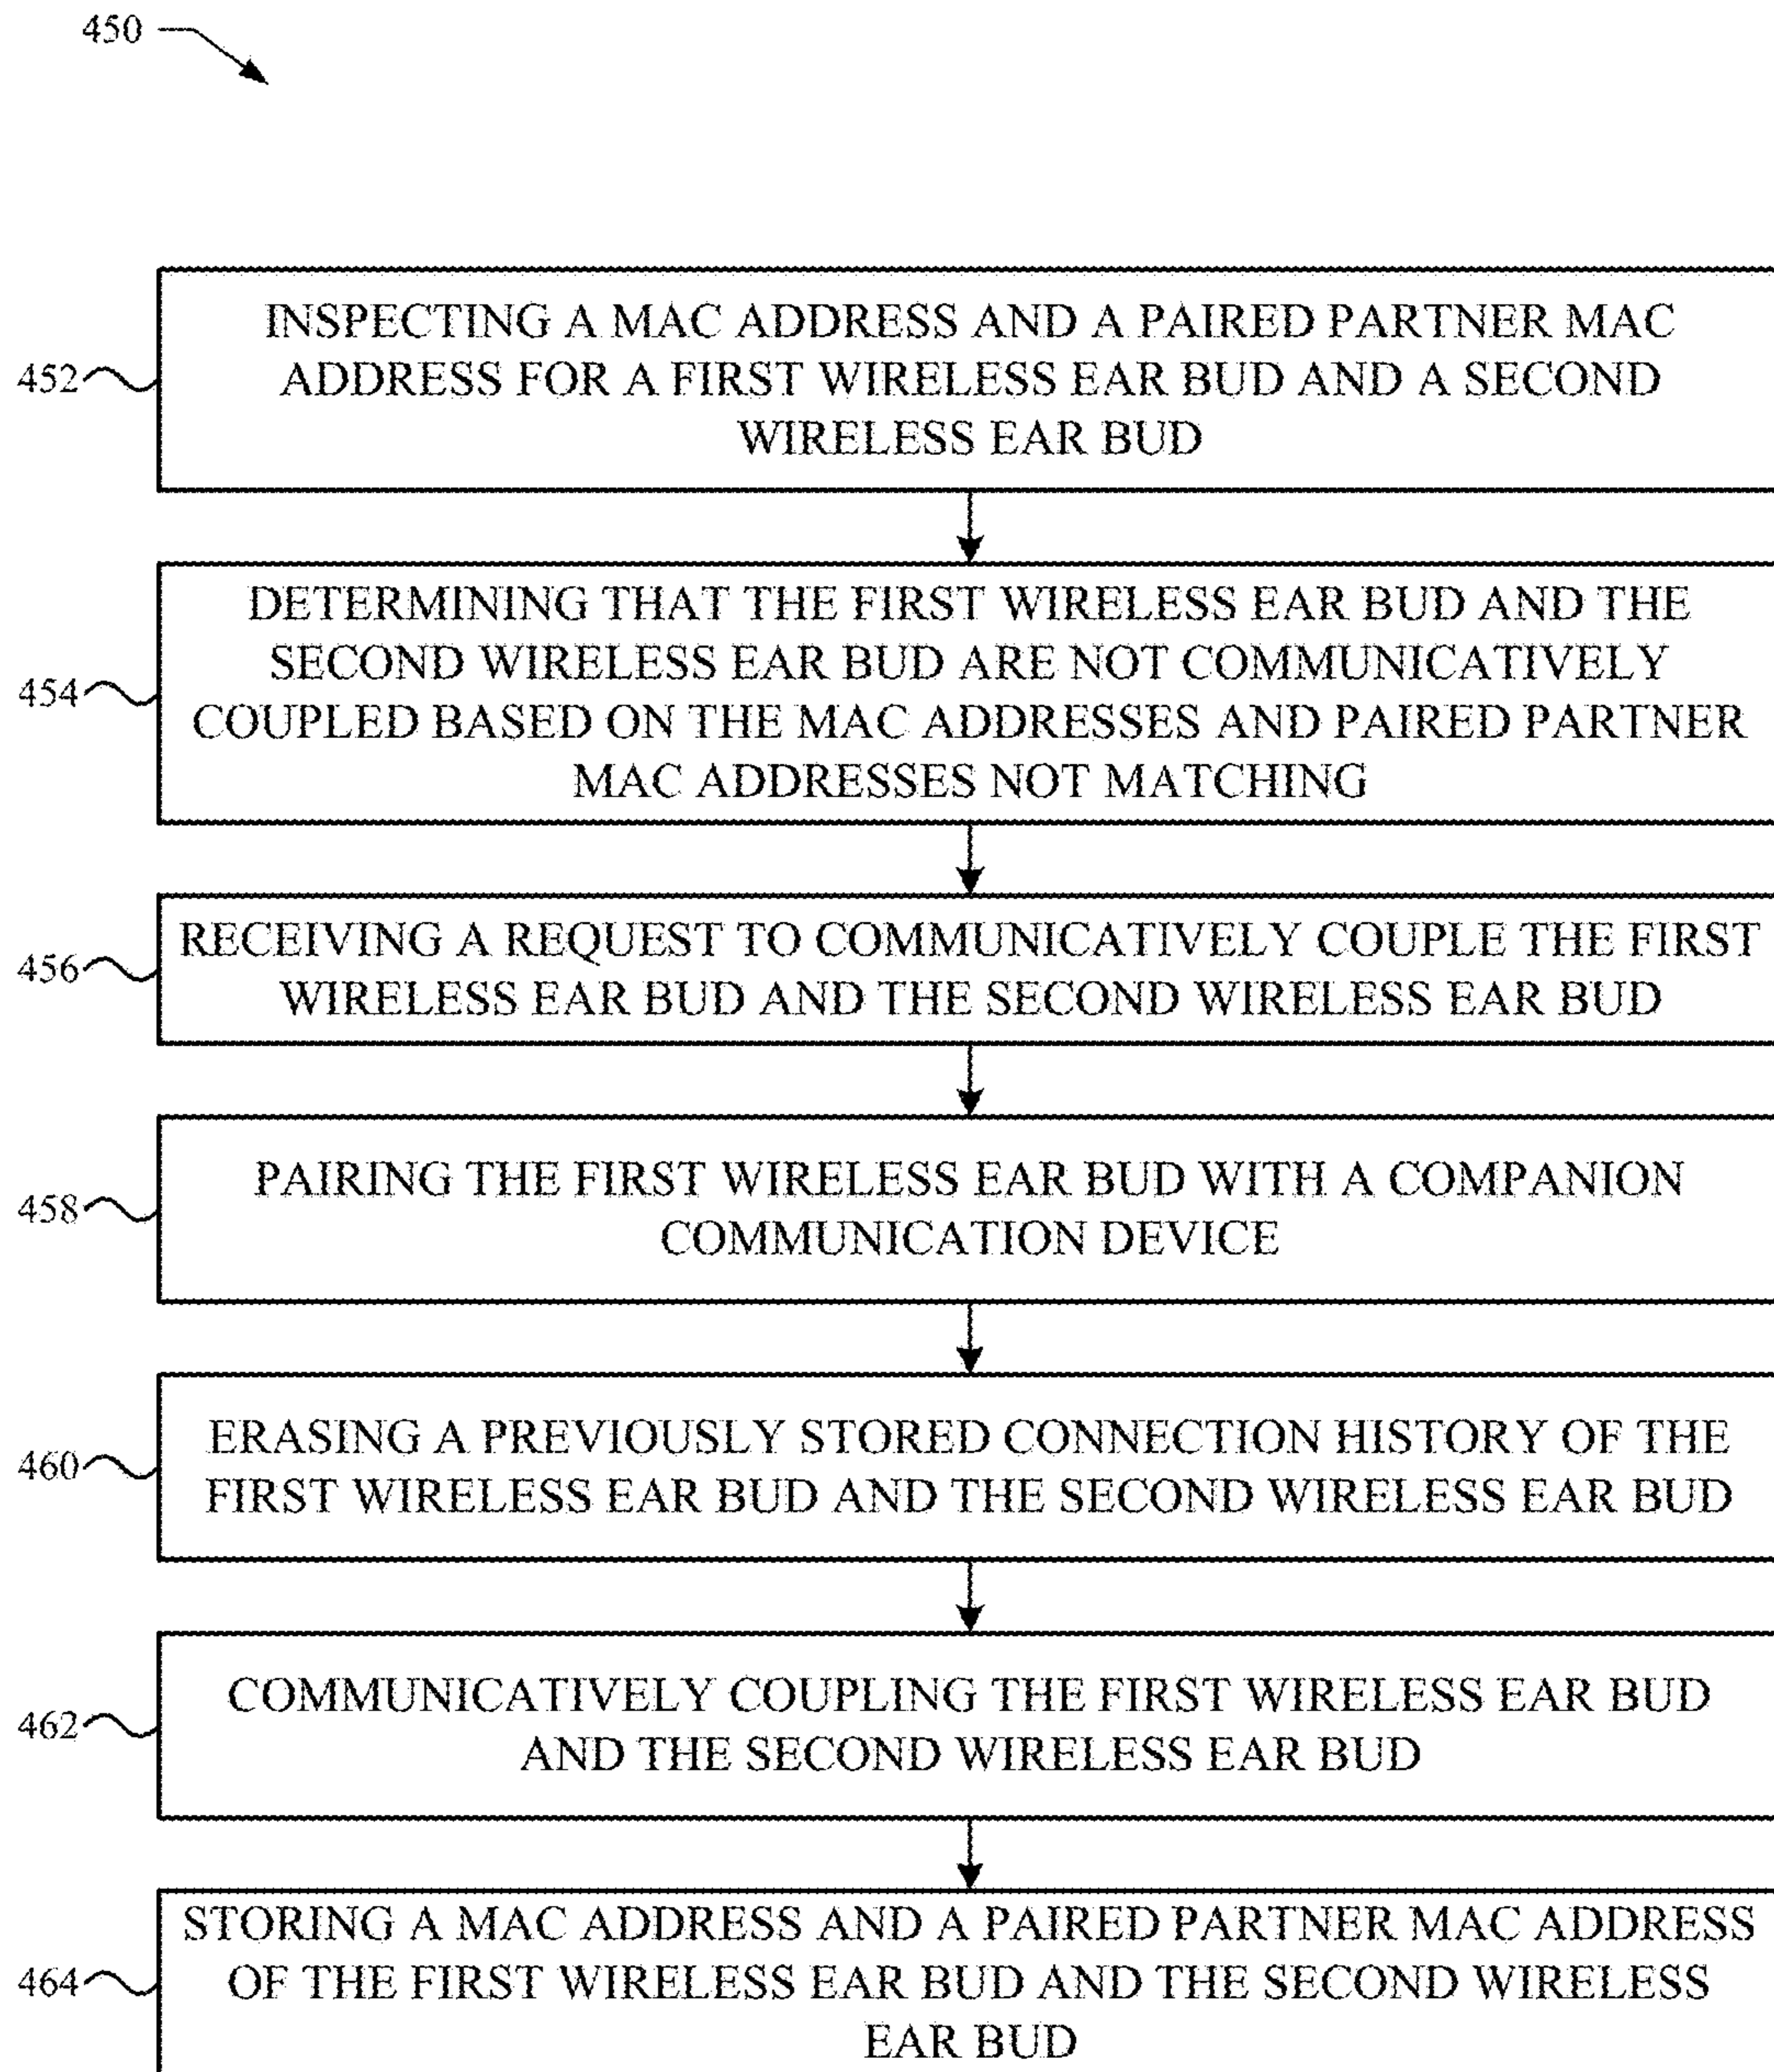 450
452
INSPECTING A MAC ADDRESS AND A PAIRED PARTNER MAC
ADDRESS FOR A FIRST WIRELESS EAR BUD AND A SECOND
WIRELESS EAR BUD
454
DETERMINING THAT THE FIRST WIRELESS EAR BUD AND THE
SECOND WIRELESS EAR BUD ARE NOT COMMUNICATIVELY
COUPLED BASED ON THE MAC ADDRESSES AND PAIRED PARTNER
MAC ADDRESSES NOT MATCHING
456
RECEIVING A REQUEST TO COMMUNICATIVELY COUPLE THE FIRST
WIRELESS EAR BUD AND THE SECOND WIRELESS EAR BUD
458
PAIRING THE FIRST WIRELESS EAR BUD WITH A COMPANION
COMMUNICATION DEVICE
460
ERASING A PREVIOUSLY STORED CONNECTION HISTORY OF THE
FIRST WIRELESS EAR BUD AND THE SECOND WIRELESS EAR BUD
462
COMMUNICATIVELY COUPLING THE FIRST WIRELESS EAR BUD
AND THE SECOND WIRELESS EAR BUD
464
STORING A MAC ADDRESS AND A PAIRED PARTNER MAC ADDRESS
OF THE FIRST WIRELESS EAR BUD AND THE SECOND WIRELESS
EAR BUD